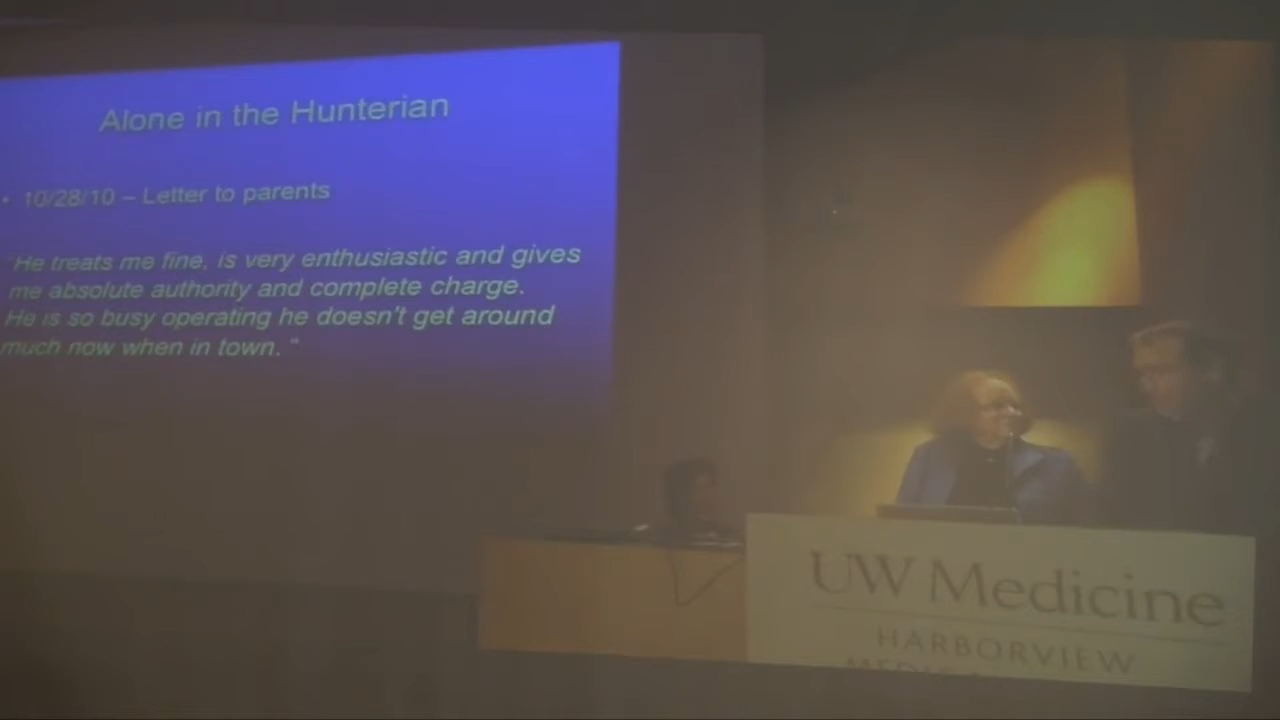 Alone in the Hunterian
• 10/28/10 – Letter to parents
"He treats me fine, is very enthusiastic and gives
me absolute authority and complete charge.
He is so busy operating he doesn't get around
much now when in town. "
UW Medicine
HARBORVIEW